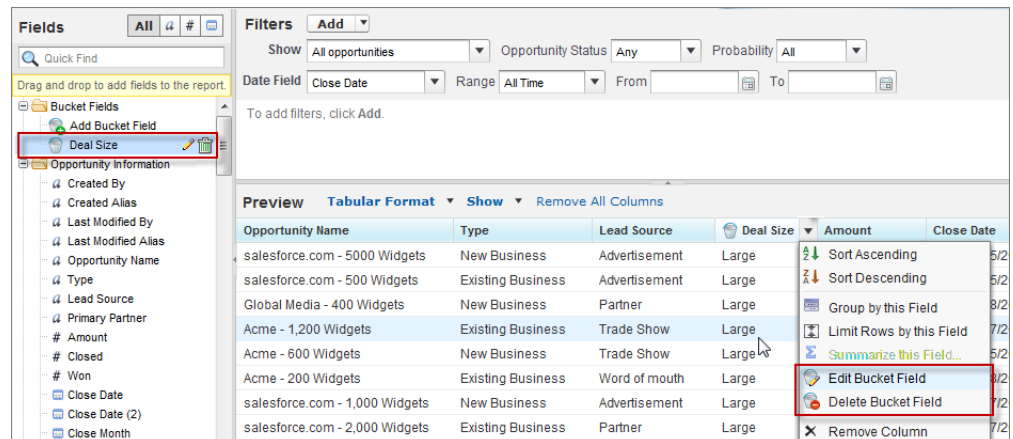 Fields All a #
Quick Find
Drag and drop to add fields to the report.
Bucket Fields
Add Bucket Field
Deal Size
Opportunity Information
a Created By
a Created Alias
a Last Modified By
a Last Modified Alias
a Opportunity Name
a Type
a Lead Source
a Primary Partner
# Amount
# Closed
# Won
Close Date
Close Date (2)
Close Month
Filters Add
Show All opportunities Opportunity Status Any Probability All
Date Field Close Date Range All Time From To
To add filters, click Add.
Preview Tabular Format Show Remove All Columns
Opportunity Name Type Lead Source Deal Size Amount Close Date
salesforce.com - 5000 Widgets New Business Advertisement Large
salesforce.com - 500 Widgets Existing Business Advertisement Large
Global Media - 400 Widgets New Business Partner Large
Acme - 1,200 Widgets Existing Business Trade Show Large
Acme - 600 Widgets New Business Trade Show Large
Acme - 200 Widgets Existing Business Word of mouth Large
salesforce.com - 1,000 Widgets New Business Advertisement Large
salesforce.com - 2,000 Widgets Existing Business Partner Large
Sort Ascending
Sort Descending
Group by this Field
Limit Rows by this Field
Summarize this Field...
Edit Bucket Field
Delete Bucket Field
Remove Column